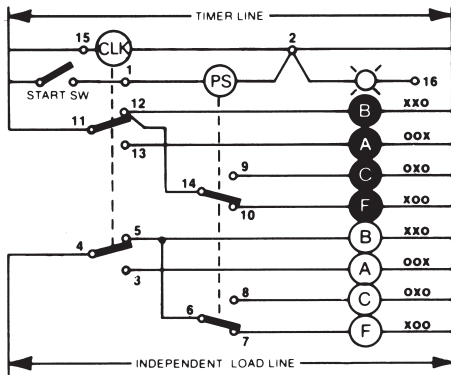 TIMER LINE
15 CLK 2
1 PS 16
START SW
12 B XXO
11
13 A OOX
9 C OXO
14
10 F XOO
5 B XXO
4
3 A OOX
8 C OXO
6
7 F XOO
INDEPENDENT LOAD LINE